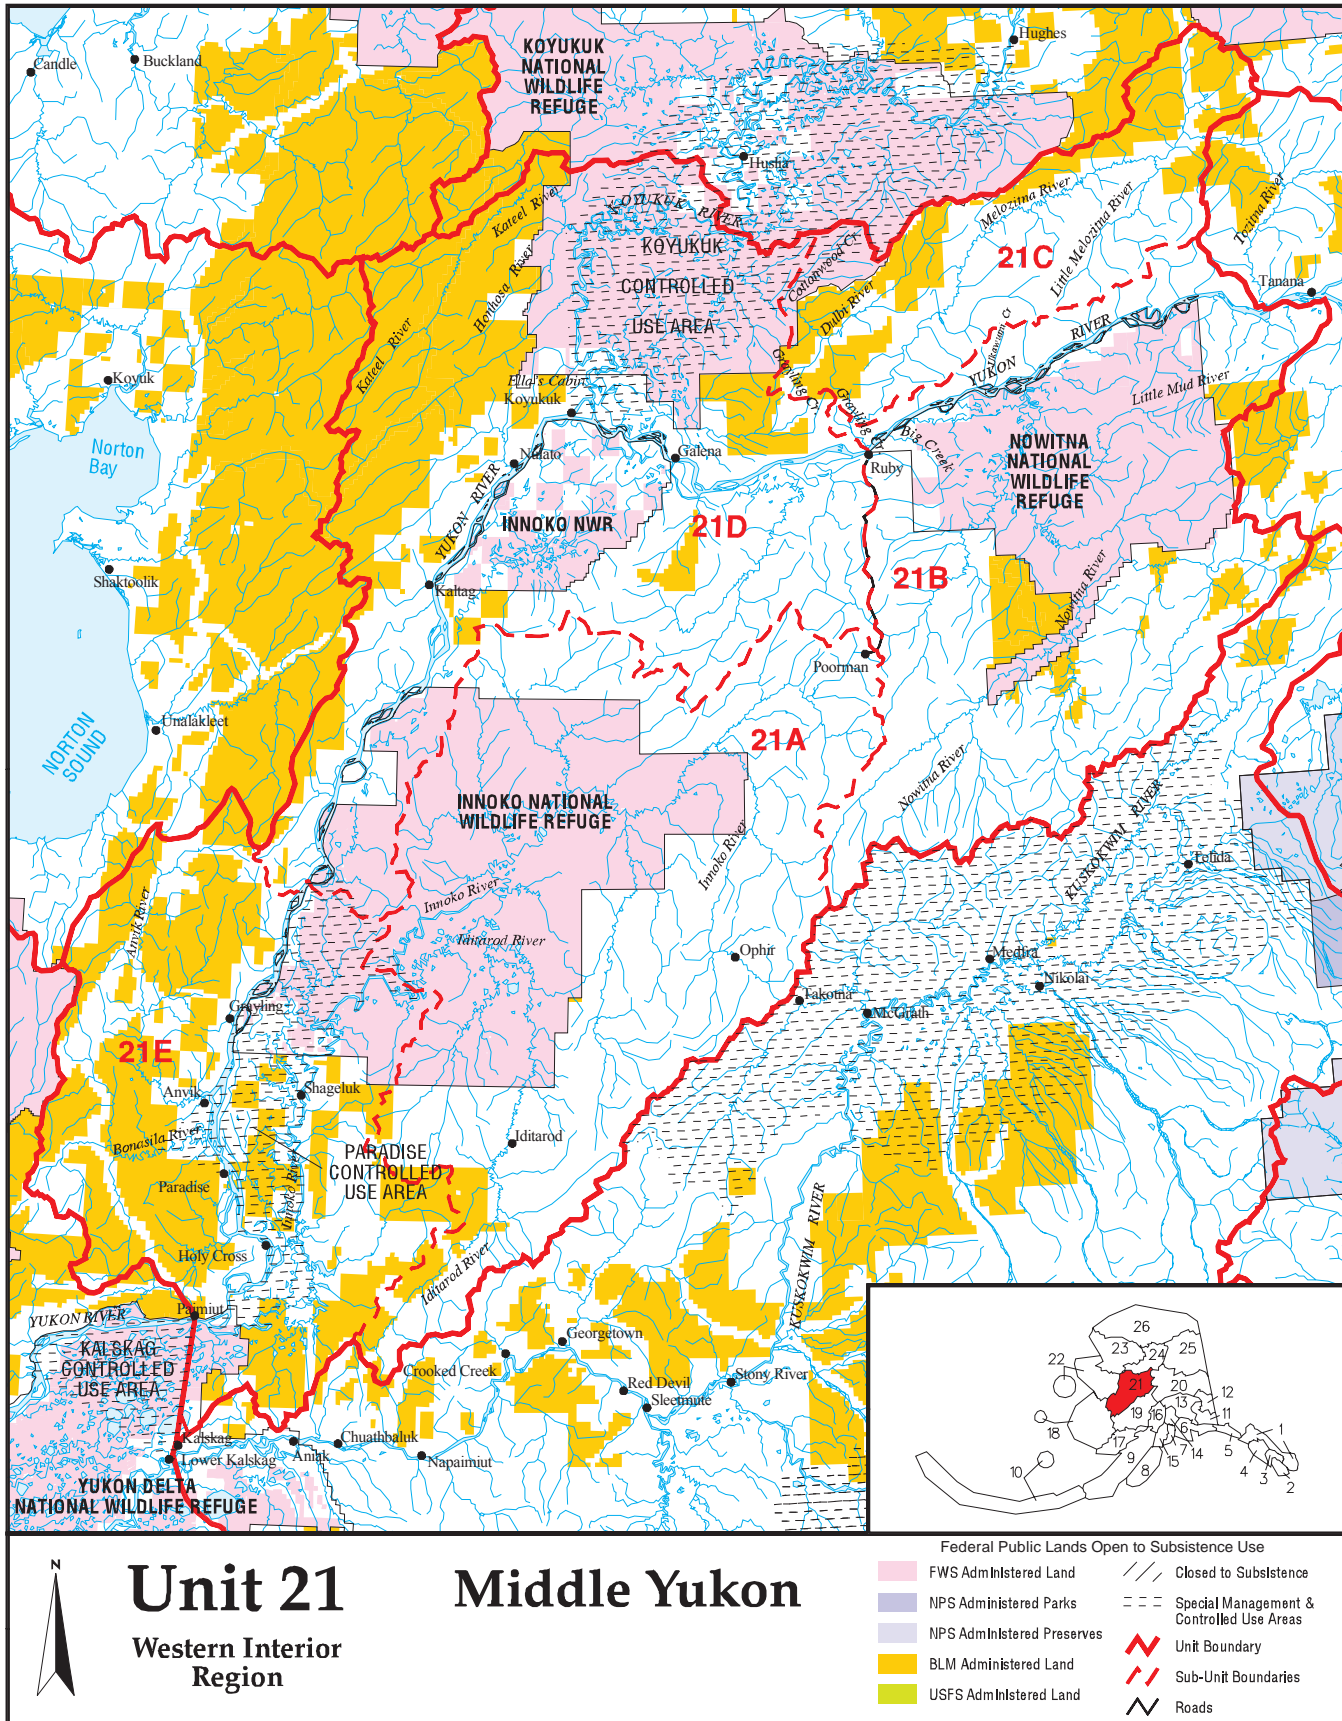 Candle
Buckland
KOYUKUK
NATIONAL
WILDLIFE
REFUGE
Hughes
Huslia
KOYUKUK RIVER
Kateel River
Honhosa River
KOYUKUK
CONTROLLED
USE AREA
Cottonwood Cr.
Dulbi River
Melozitna River
Little Melozitna River
21C
Tozitna River
Tanana
Kateel River
Koyuk
Ella's Cabin
Koyukuk
Grayling Cr.
Grayling Cr
YUKON RIVER
Little Mud River
Norton
Bay
Nulato
Galena
Big Creek
Ruby
NOWITNA
NATIONAL
WILDLIFE
REFUGE
YUKON RIVER
INNOKO NWR
21D
21B
Shaktoolik
Kaltag
Nowitna River
Poorman
Unalakleet
NORTON
SOUND
21A
Nowitna River
INNOKO NATIONAL
WILDLIFE REFUGE
Innoko River
KUSKOKWIM RIVER
Telida
Anvik River
Innoko River
Iditarod River
Ophir
Medfra
Nikolai
Takotna
McGrath
Grayling
21E
Anvik
Shageluk
Bonasila River
Iditarod
PARADISE
CONTROLLED
USE AREA
Paradise
Innoko River
Holy Cross
Iditarod River
KUSKOKWIM RIVER
Paimiut
YUKON RIVER
KALSKAG
CONTROLLED
USE AREA
Georgetown
Crooked Creek
Red Devil
Sleetmute
Stony River
Kalskag
Lower Kalskag
Aniak
Chuathbaluk
Napaimiut
YUKON DELTA
NATIONAL WILDLIFE REFUGE
26
23
24
25
22
21
20
12
13
11
19
16
18
17
6
5
1
9
15
7
14
10
8
4
3
2
N
Unit 21
Western Interior
Region
Middle Yukon
Federal Public Lands Open to Subsistence Use
FWS Administered Land
NPS Administered Parks
NPS Administered Preserves
BLM Administered Land
USFS Administered Land
Closed to Subsistence
Special Management &
Controlled Use Areas
Unit Boundary
Sub-Unit Boundaries
Roads